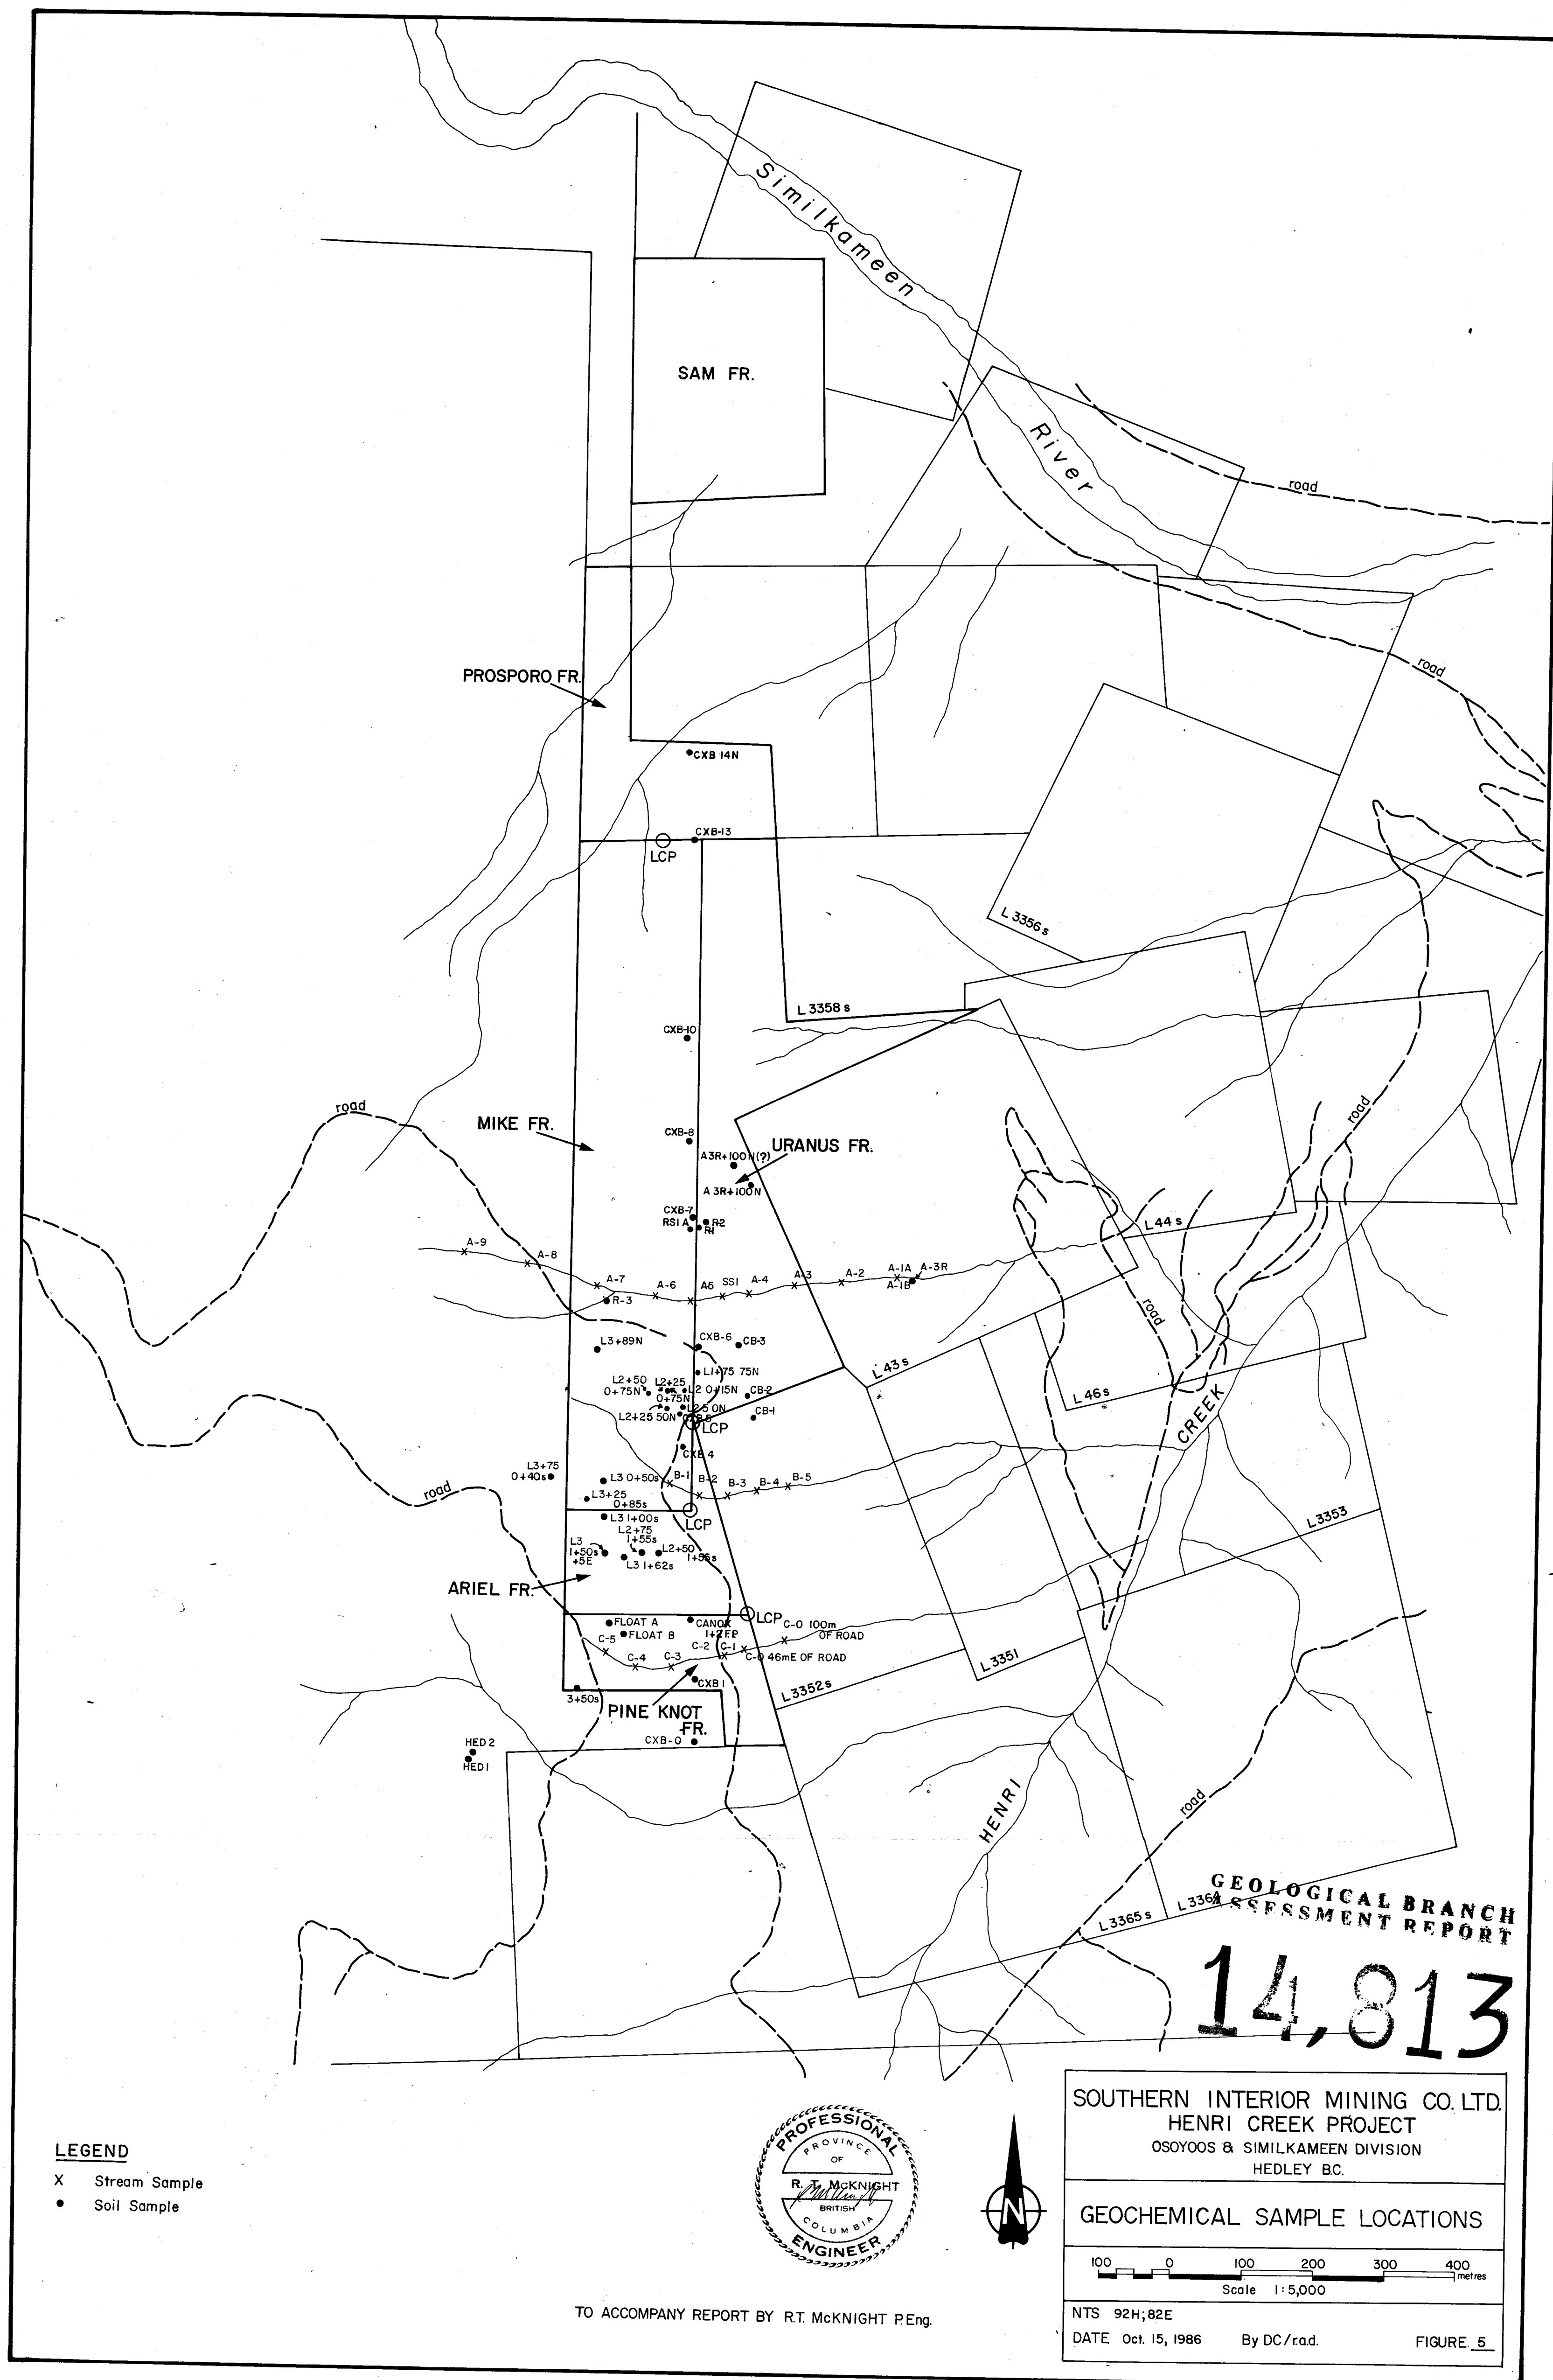 Similkameen
River
SAM FR.
road
PROSPORO FR.
road
CXB 14N
CXB-13
LCP
L 3356 s
L 3358 s
CXB-10
road
MIKE FR.
CXB-8
A3R+100N(?)
URANUS FR.
A 3R+100N
road
CXB-7
RS1 A
R-2
R1
L44 s
A-9
A-8
A-7
A-6
SS1
A-4
A-3
A-2
A-1A
A-3R
A-1B
R-3
road
L3+89N
CXB-6
CB-3
L1+75 75N
L43 s
L2+50
0+75N
L2+25
0+75N
L2 0+15N
CB-2
L46 s
L2+25 50N
L2 5 0N
CB-1
LCP
CREEK
CXB 4
L3+75
0+40s
L3 0+50s
B-1
B-2
B-3
B-4
B-5
road
L3+25
0+85s
LCP
L3353
L3 1+00s
L2+75
1+55s
L3
1+50s
+5E
L2+50
1+55s
L3 1+62s
ARIEL FR.
FLOAT A
CANOX
LCP
C-0 100m
OF ROAD
FLOAT B
C-5
C-4
C-3
C-2
C-1
C-0 46mE OF ROAD
L3351
CXB 1
L3352s
3+50s
PINE KNOT
FR.
CXB-0
HED 2
HED 1
HENRI
road
L3365 s
L3364
GEOLOGICAL BRANCH
ASSESSMENT REPORT
14,813
LEGEND
X Stream Sample
● Soil Sample
PROFESSIONAL
PROVINCE
OF
R. T. McKNIGHT
BRITISH
COLUMBIA
ENGINEER
N
TO ACCOMPANY REPORT BY R.T. McKNIGHT P.Eng.
SOUTHERN INTERIOR MINING CO. LTD.
HENRI CREEK PROJECT
OSOYOOS & SIMILKAMEEN DIVISION
HEDLEY B.C.
GEOCHEMICAL SAMPLE LOCATIONS
100 0 100 200 300 400
metres
Scale 1:5,000
NTS 92H;82E
DATE Oct. 15, 1986 By DC/r.a.d. FIGURE 5